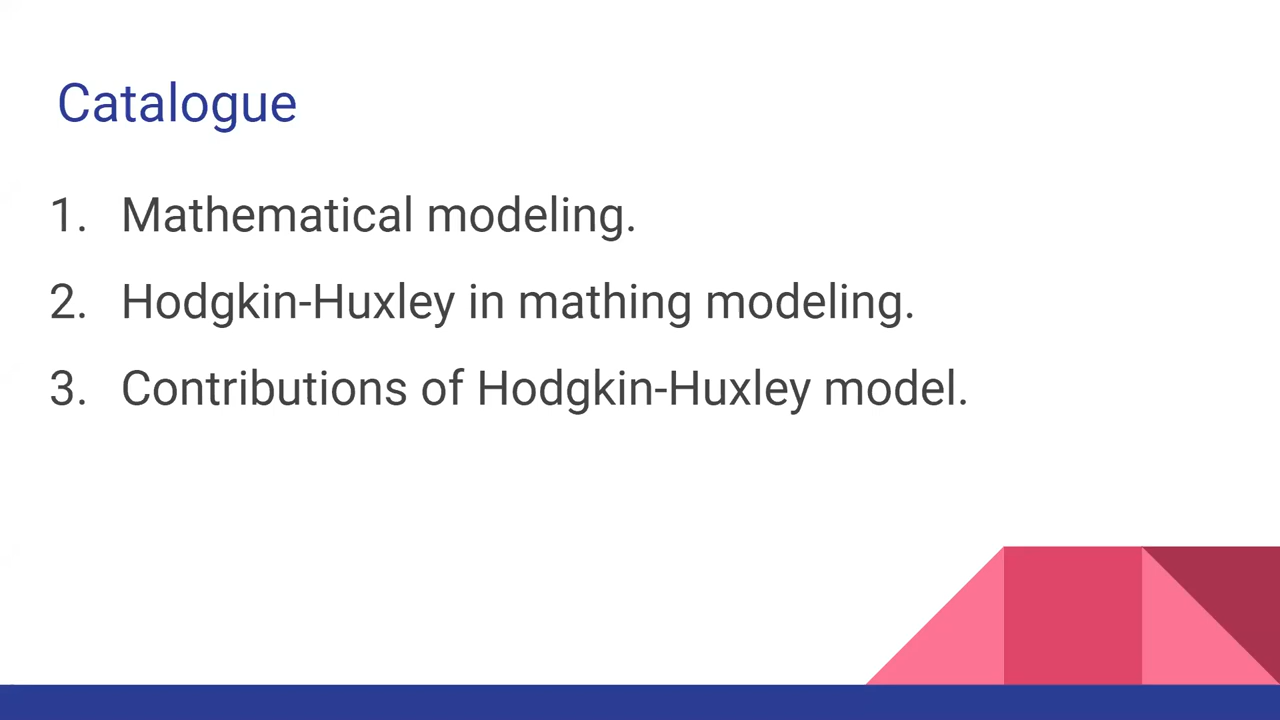 Catalogue
1. Mathematical modeling.
2. Hodgkin-Huxley in mathing modeling.
3. Contributions of Hodgkin-Huxley model.